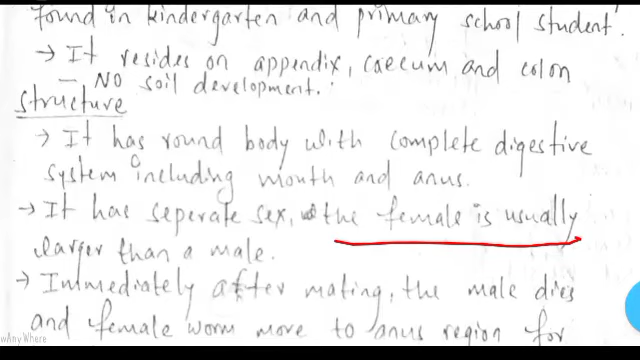 found in kindergarten and primary school student.
→ It resides on appendix, caecum and colon
— NO soil development.
structure
→ It has round body with complete digestive
system including mouth and anus.
→ It has seperate sex, the female is usually
larger than a male.
→ Immediately after mating, the male dies
and female worm move to anus region for
wAnyWhere